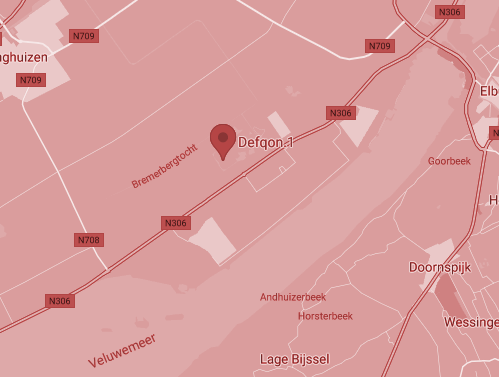 N306
N709
N709
nghuizen
N709
Elb
N306
N
Defqon.1
Bremerbergtocht
Goorbeek
H
N306
N708
Doornspijk
Andhuizerbeek
N306
Horsterbeek
Wessinge
Veluwemeer
Lage Bijssel